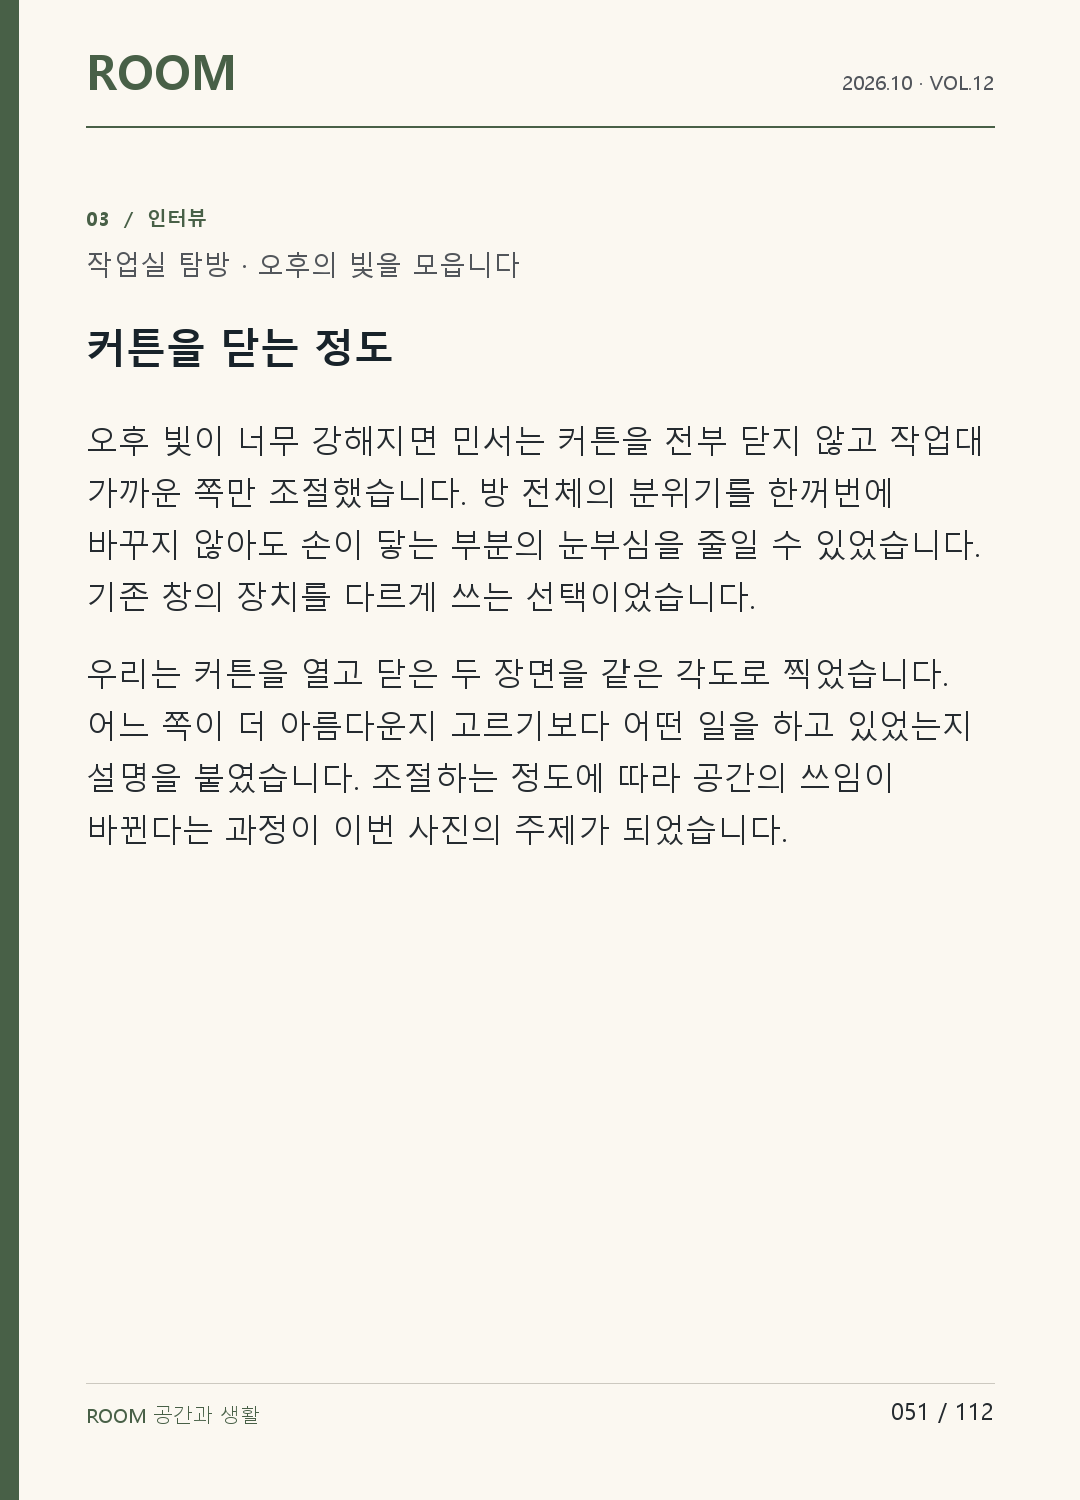 ROOM
2026.10 · VOL.12
03 / 인터뷰
작업실 탐방 · 오후의 빛을 모읍니다
커튼을 닫는 정도
오후 빛이 너무 강해지면 민서는 커튼을 전부 닫지 않고 작업대
가까운 쪽만 조절했습니다. 방 전체의 분위기를 한꺼번에
바꾸지 않아도 손이 닿는 부분의 눈부심을 줄일 수 있었습니다.
기존 창의 장치를 다르게 쓰는 선택이었습니다.
우리는 커튼을 열고 닫은 두 장면을 같은 각도로 찍었습니다.
어느 쪽이 더 아름다운지 고르기보다 어떤 일을 하고 있었는지
설명을 붙였습니다. 조절하는 정도에 따라 공간의 쓰임이
바뀐다는 과정이 이번 사진의 주제가 되었습니다.
ROOM 공간과 생활
051 / 112